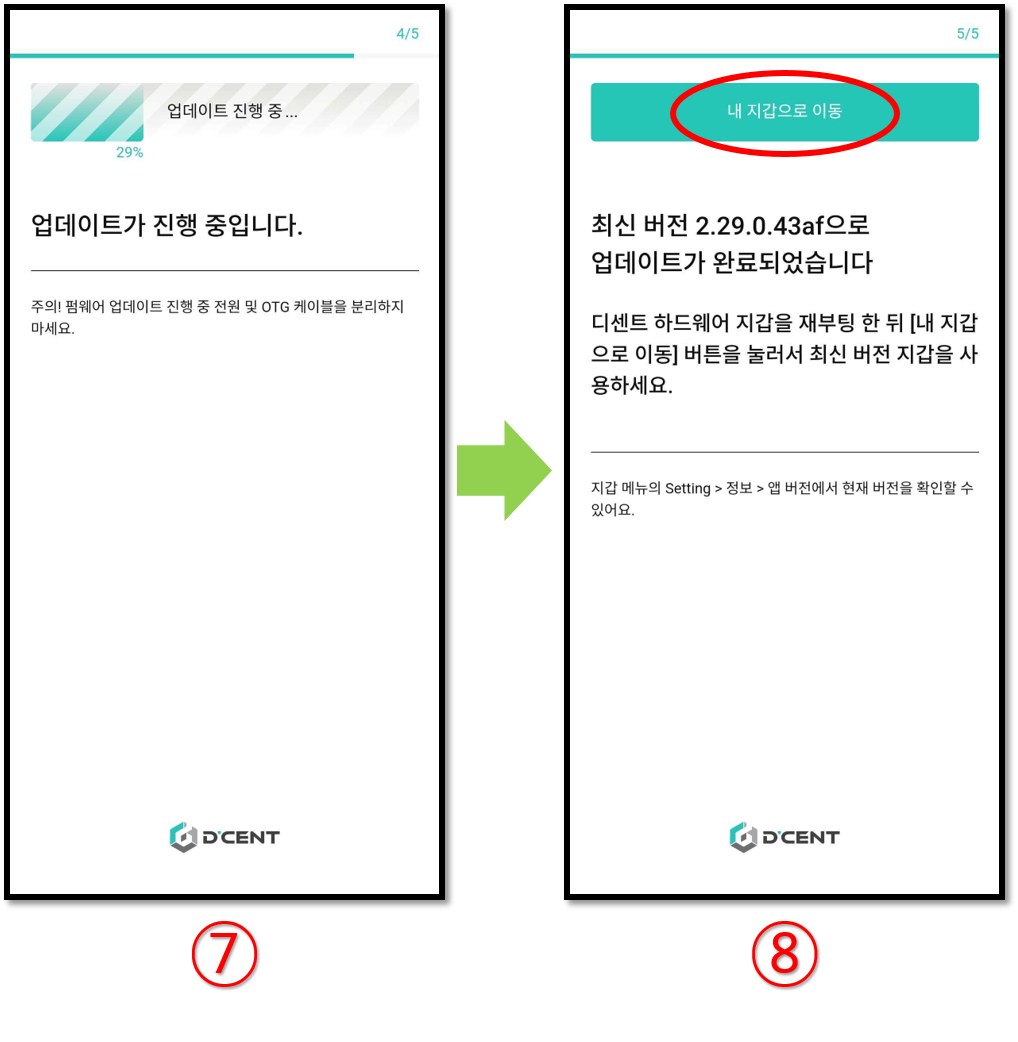 4/5
업데이트 진행 중...
29%
업데이트가 진행 중입니다.
주의! 펌웨어 업데이트 진행 중 전원 및 OTG 케이블을 분리하지
마세요.
D'CENT
⑦
5/5
내 지갑으로 이동
최신 버전 2.29.0.43af으로
업데이트가 완료되었습니다
디센트 하드웨어 지갑을 재부팅 한 뒤 [내 지갑
으로 이동] 버튼을 눌러서 최신 버전 지갑을 사
용하세요.
지갑 메뉴의 Setting > 정보 > 앱 버전에서 현재 버전을 확인할 수
있어요.
D'CENT
⑧